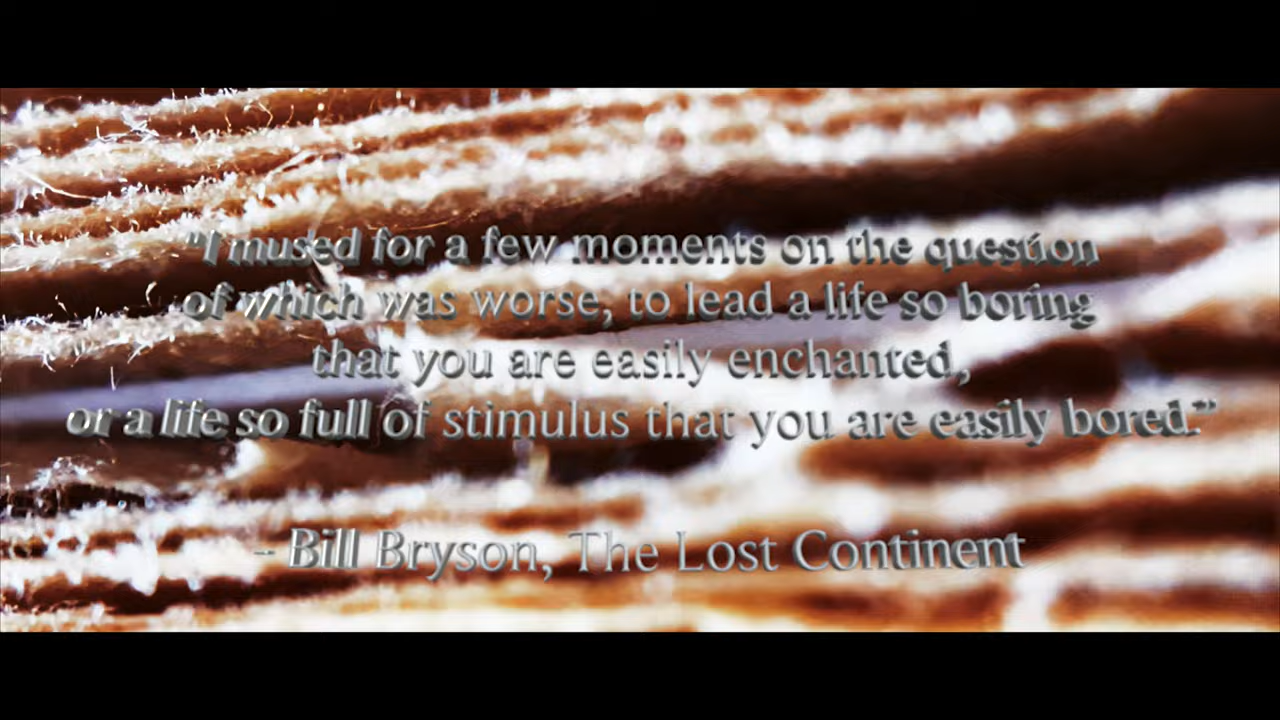 "I mused for a few moments on the question
of which was worse, to lead a life so boring
that you are easily enchanted,
or a life so full of stimulus that you are easily bored."
- Bill Bryson, The Lost Continent